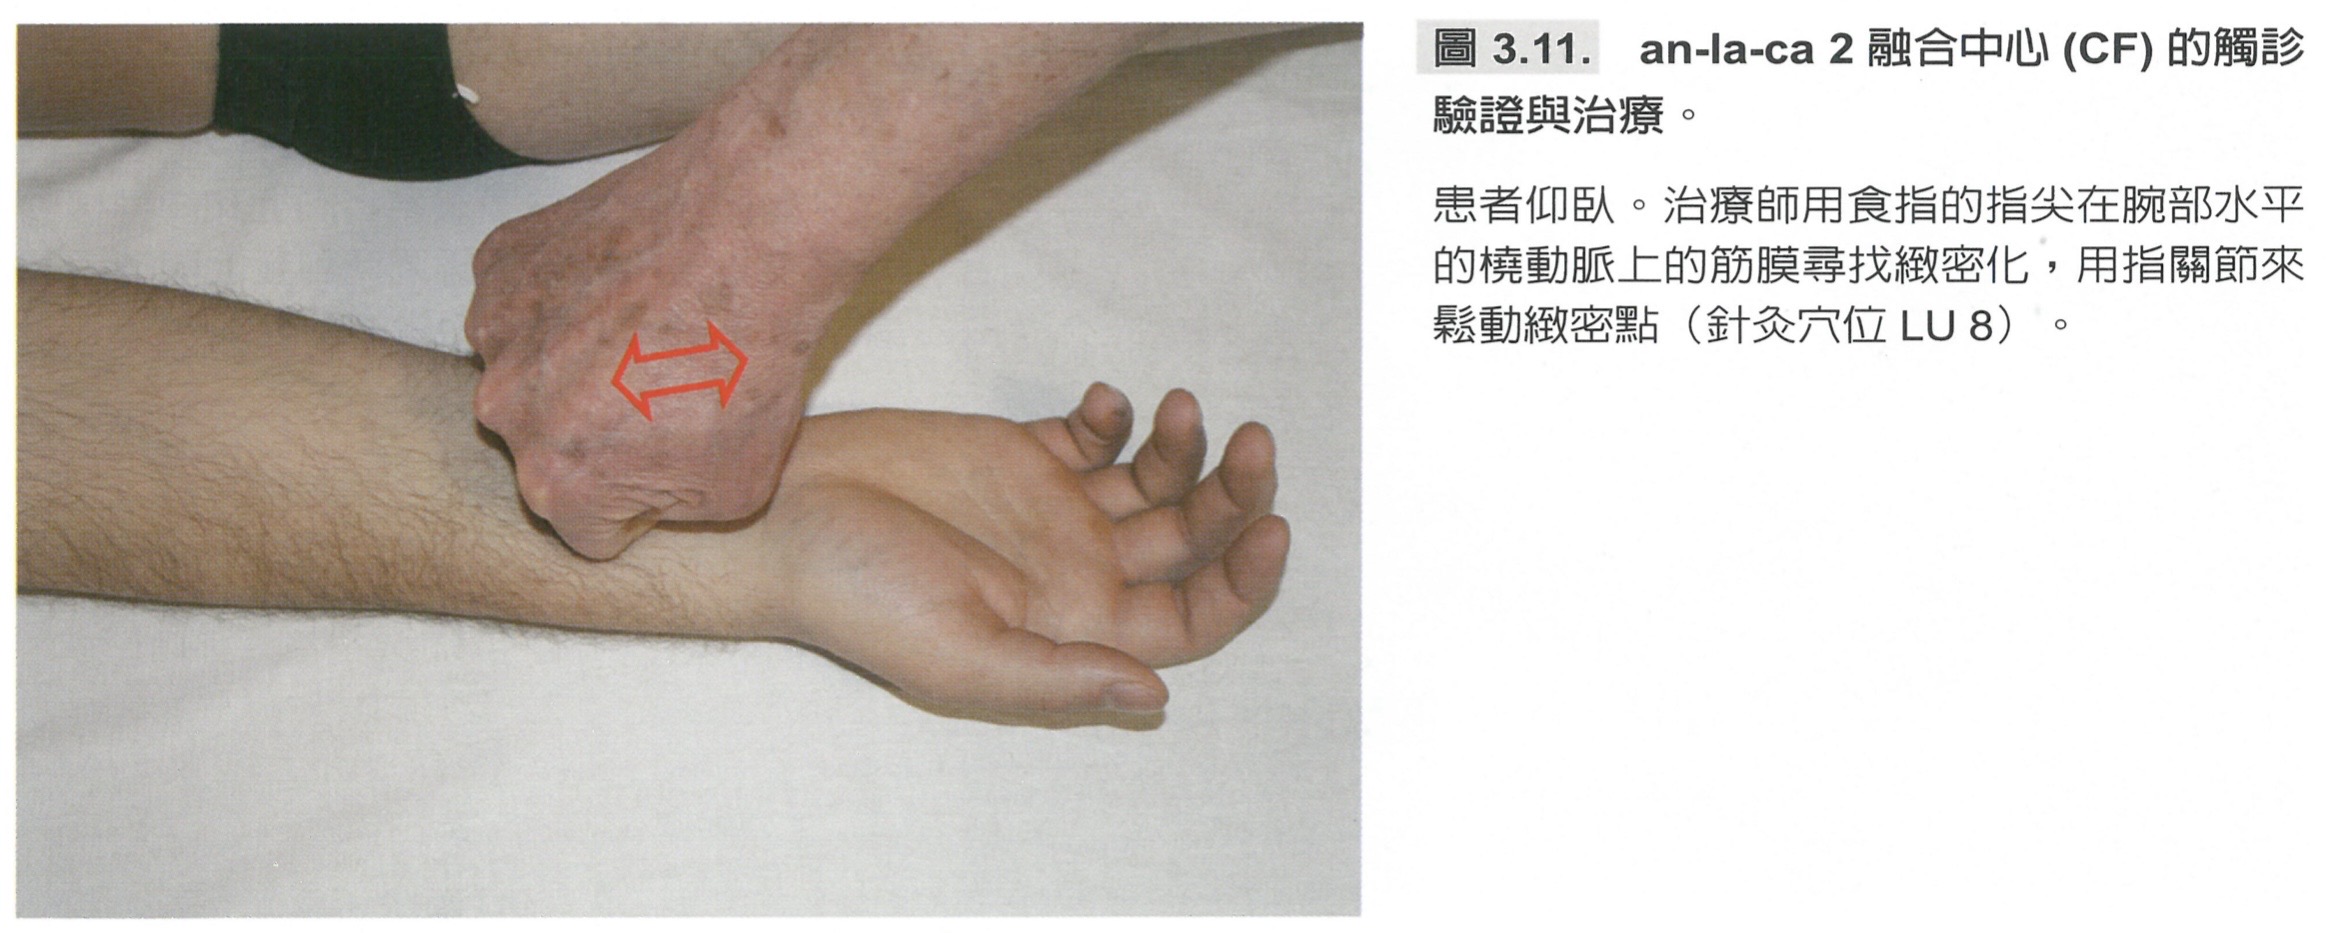 圖 3.11. an-la-ca 2 融合中心 (CF) 的觸診
驗證與治療。
患者仰臥。治療師用食指的指尖在腕部水平
的橈動脈上的筋膜尋找緻密化，用指關節來
鬆動緻密點（針灸穴位 LU 8）。